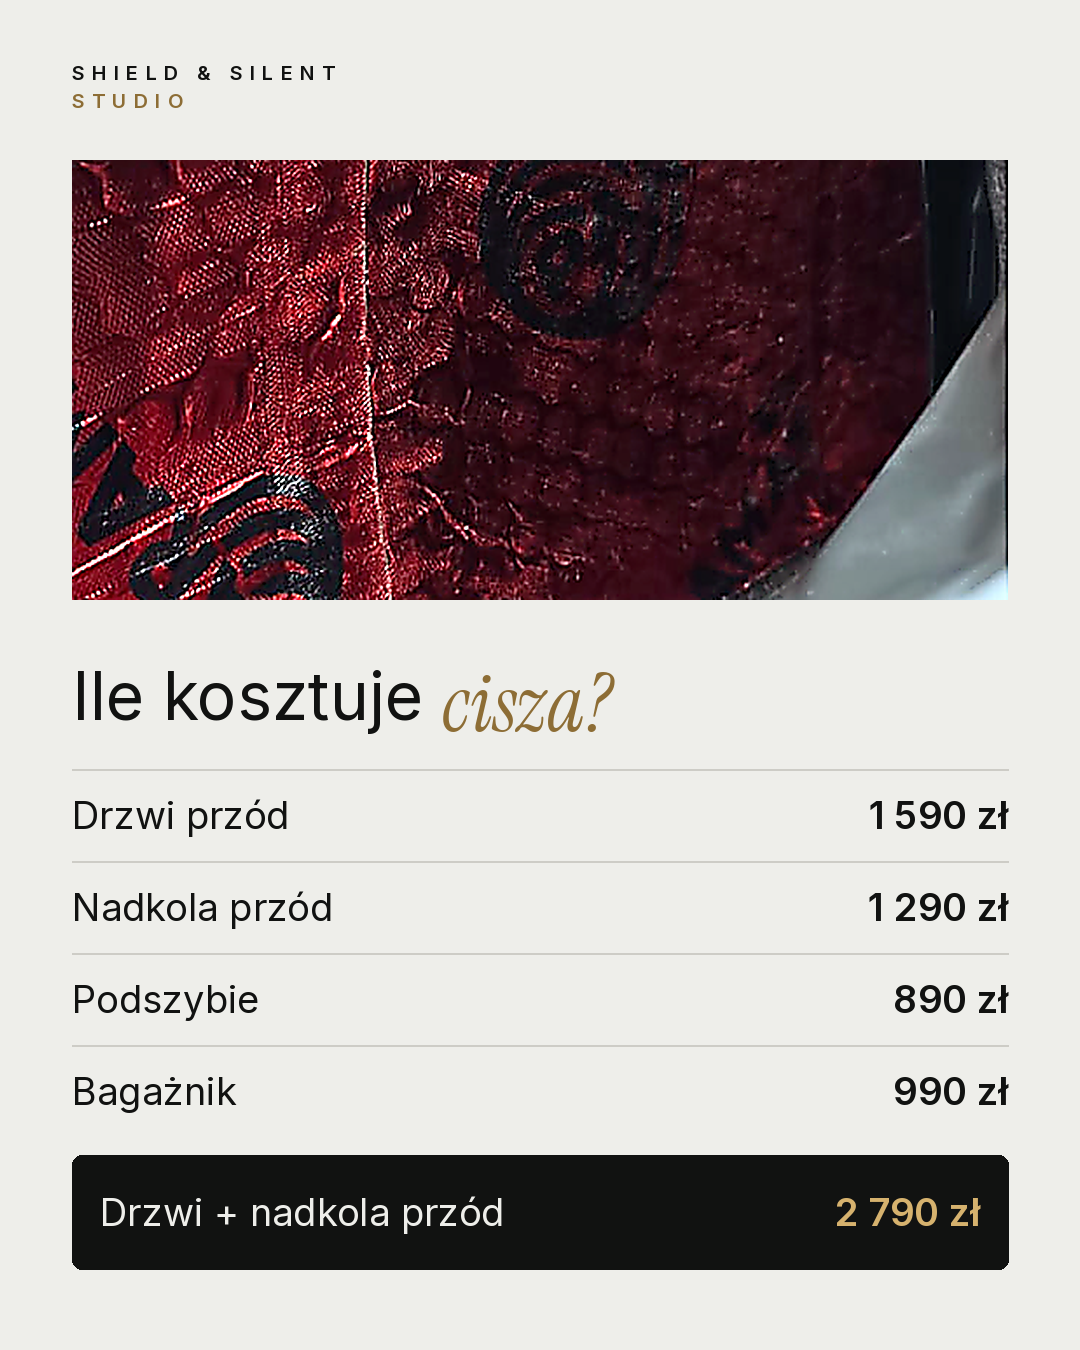 SHIELD & SILENT
STUDIO
Ile kosztuje cisza?
Drzwi przód 1 590 zł
Nadkola przód 1 290 zł
Podszybie 890 zł
Bagażnik 990 zł
Drzwi + nadkola przód 2 790 zł